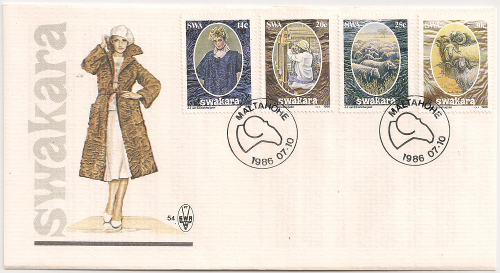 swakara
SWA 14c
swakara
SWA 20c
swakara
SWA 25c
swakara
SWA 30c
swakara
MALTAHÖHE
1986·07·10
MALTAHÖHE
1986·07·10
54
SWA